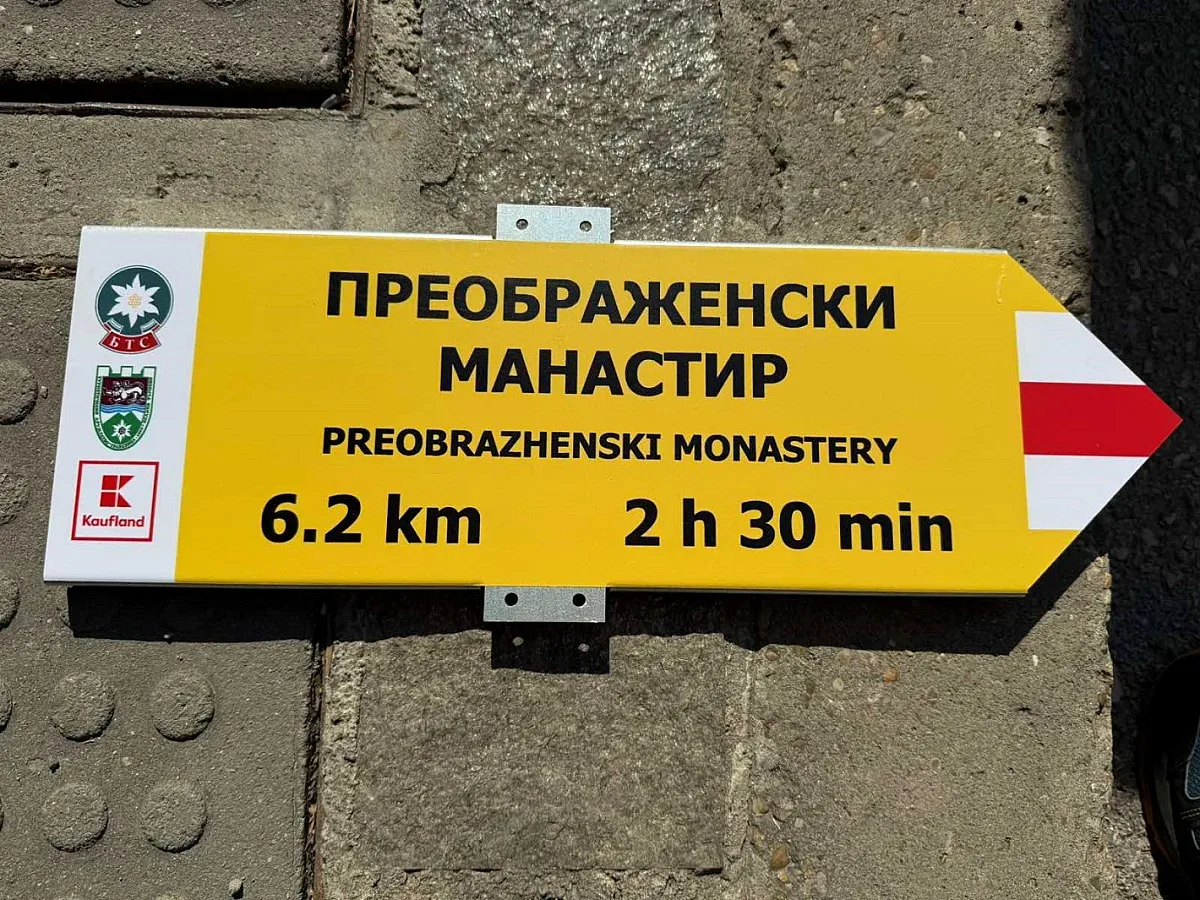 ПРЕОБРАЖЕНСКИ
МАНАСТИР
PREOBRAZHENSKI MONASTERY
6.2 km 2 h 30 min
БТС
Kaufland